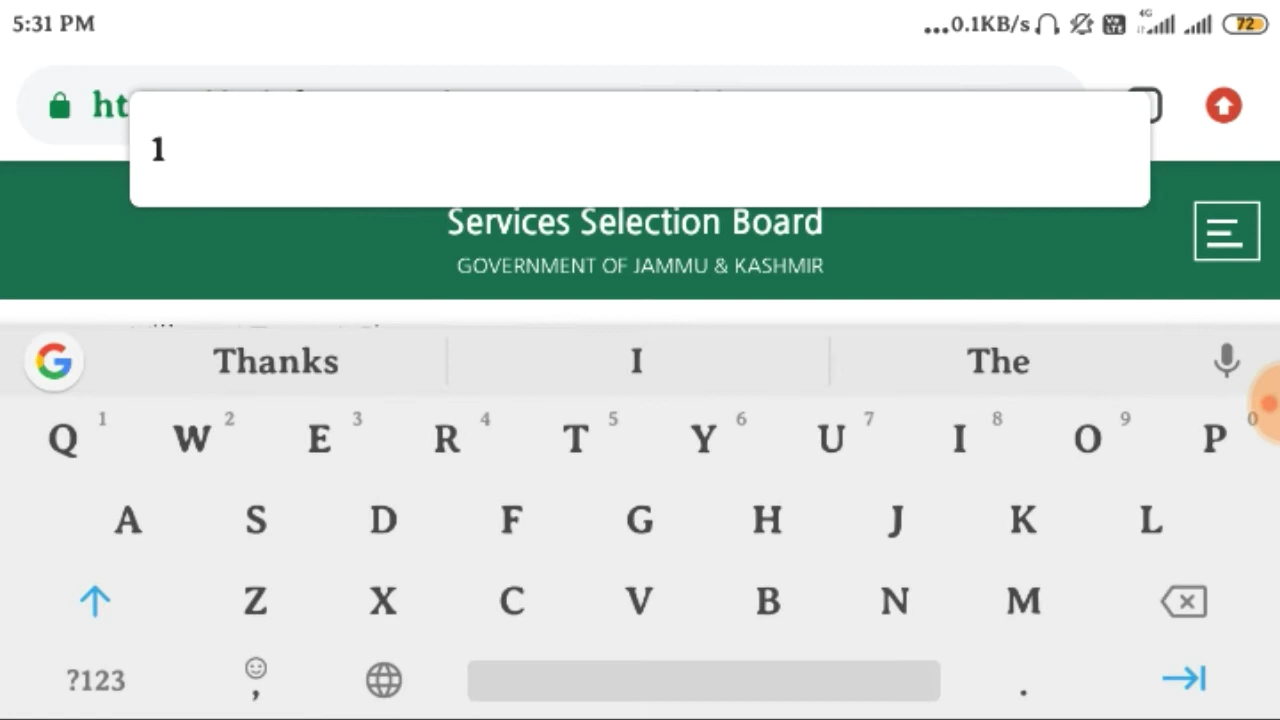 5:31 PM
...0.1KB/s 4G 72
ht
1
Services Selection Board
GOVERNMENT OF JAMMU & KASHMIR
Thanks I The
Q 1 W 2 E 3 R 4 T 5 Y 6 U 7 I 8 O 9 P 0
A S D F G H J K L
Z X C V B N M
?123 , .